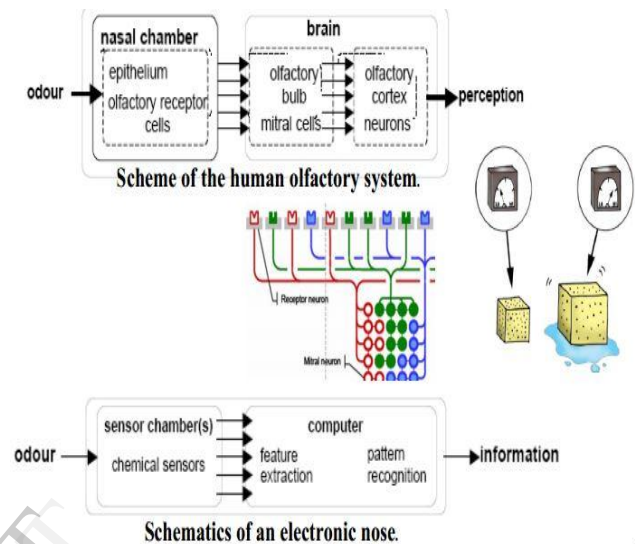 brain
nasal chamber
epithelium
olfactory receptor
cells
olfactory
bulb
mitral cells
olfactory
cortex
neurons
odour
perception
Scheme of the human olfactory system.
Receptor neuron
Mitral neuron
sensor chamber(s)
chemical sensors
computer
feature
extraction
pattern
recognition
odour
information
Schematics of an electronic nose.